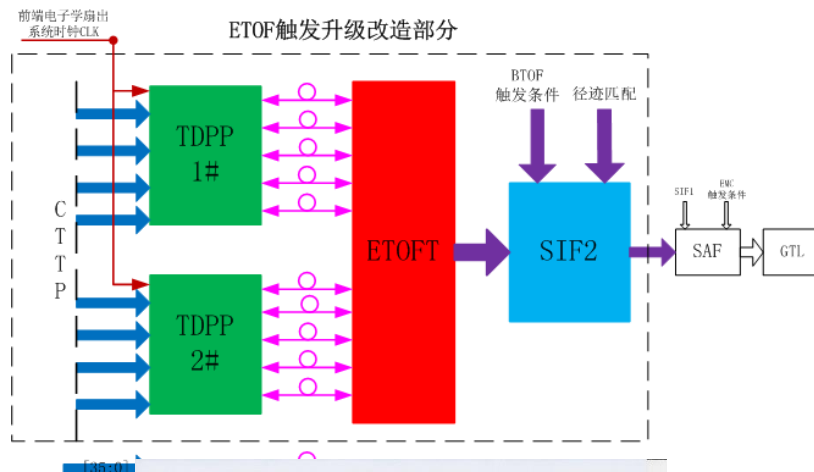 前端电子学扇出
系统时钟CLK
ETOF触发升级改造部分
BTOF
触发条件
径迹匹配
TDPP
1#
CTTP
ETOFT
SIF2
SIF1
EMC
触发条件
SAF
GTL
TDPP
2#
[35:0]